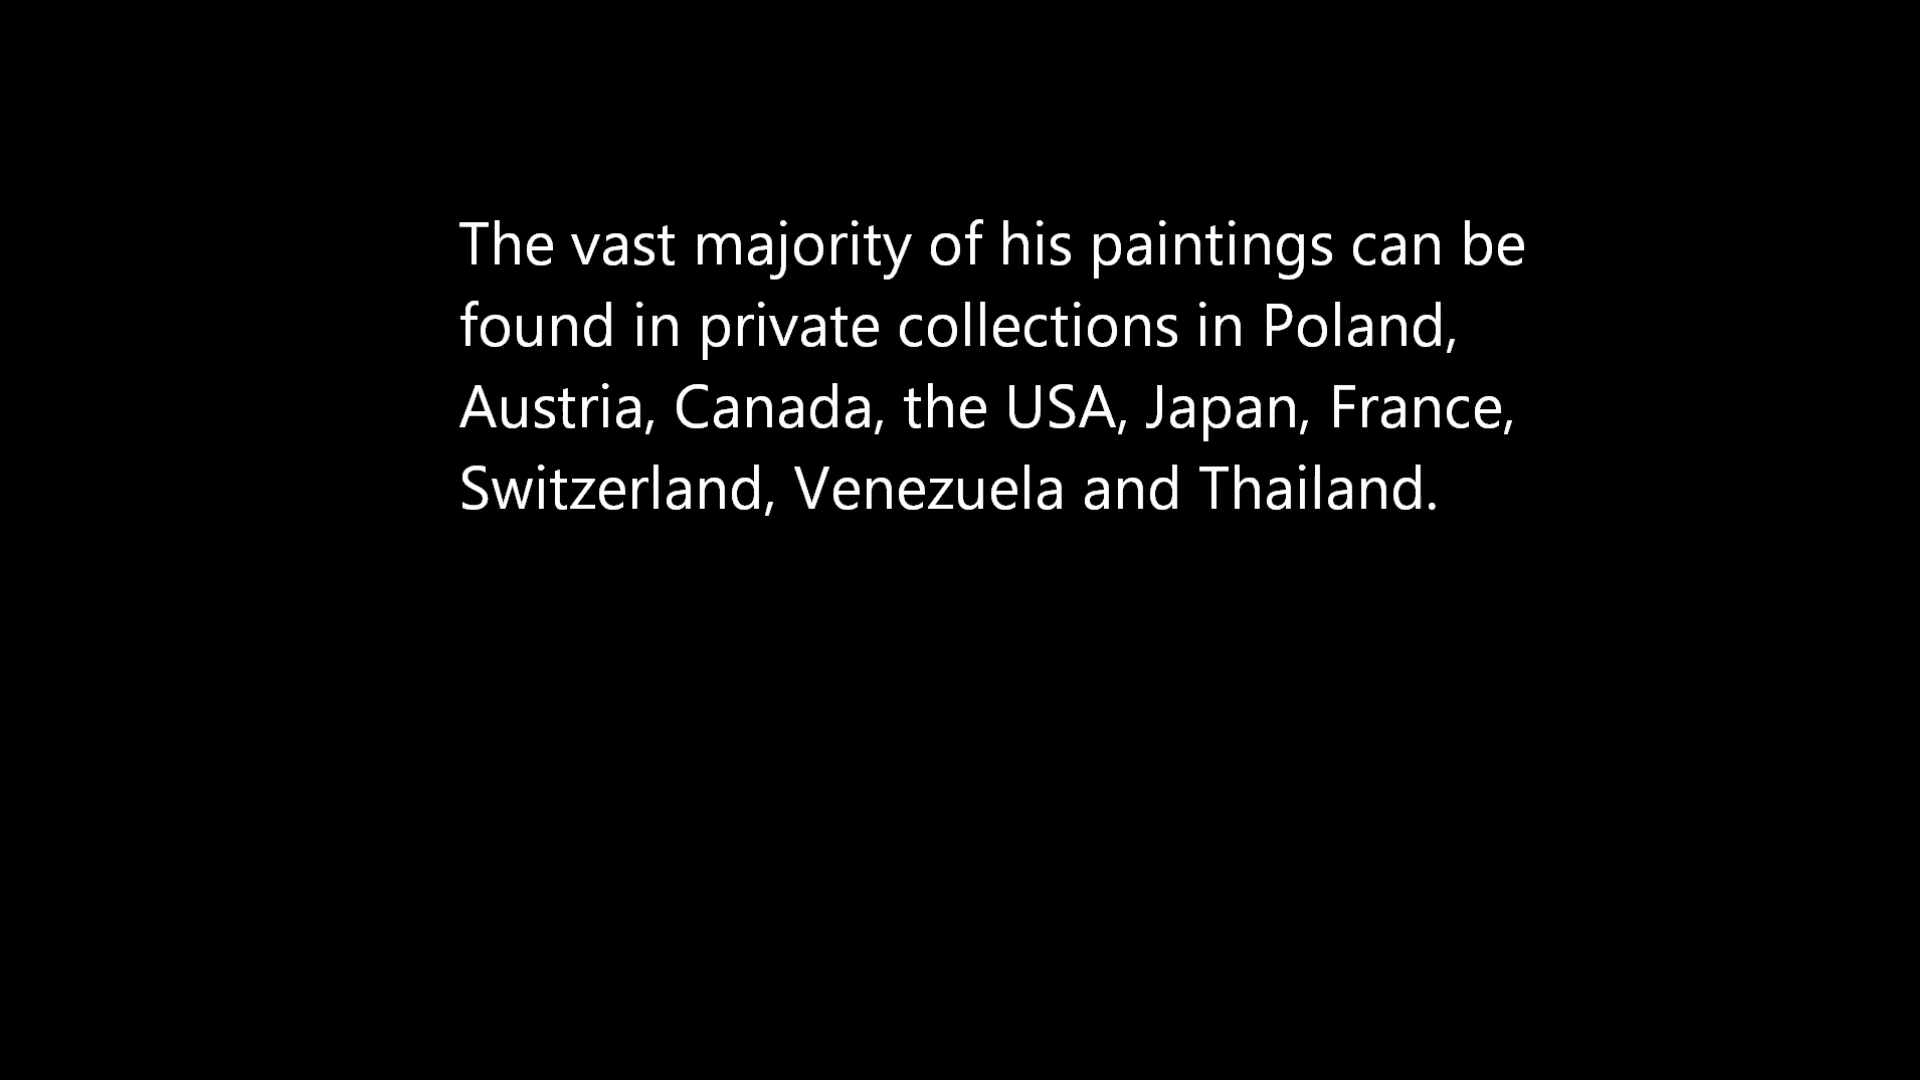 The vast majority of his paintings can be
found in private collections in Poland,
Austria, Canada, the USA, Japan, France,
Switzerland, Venezuela and Thailand.